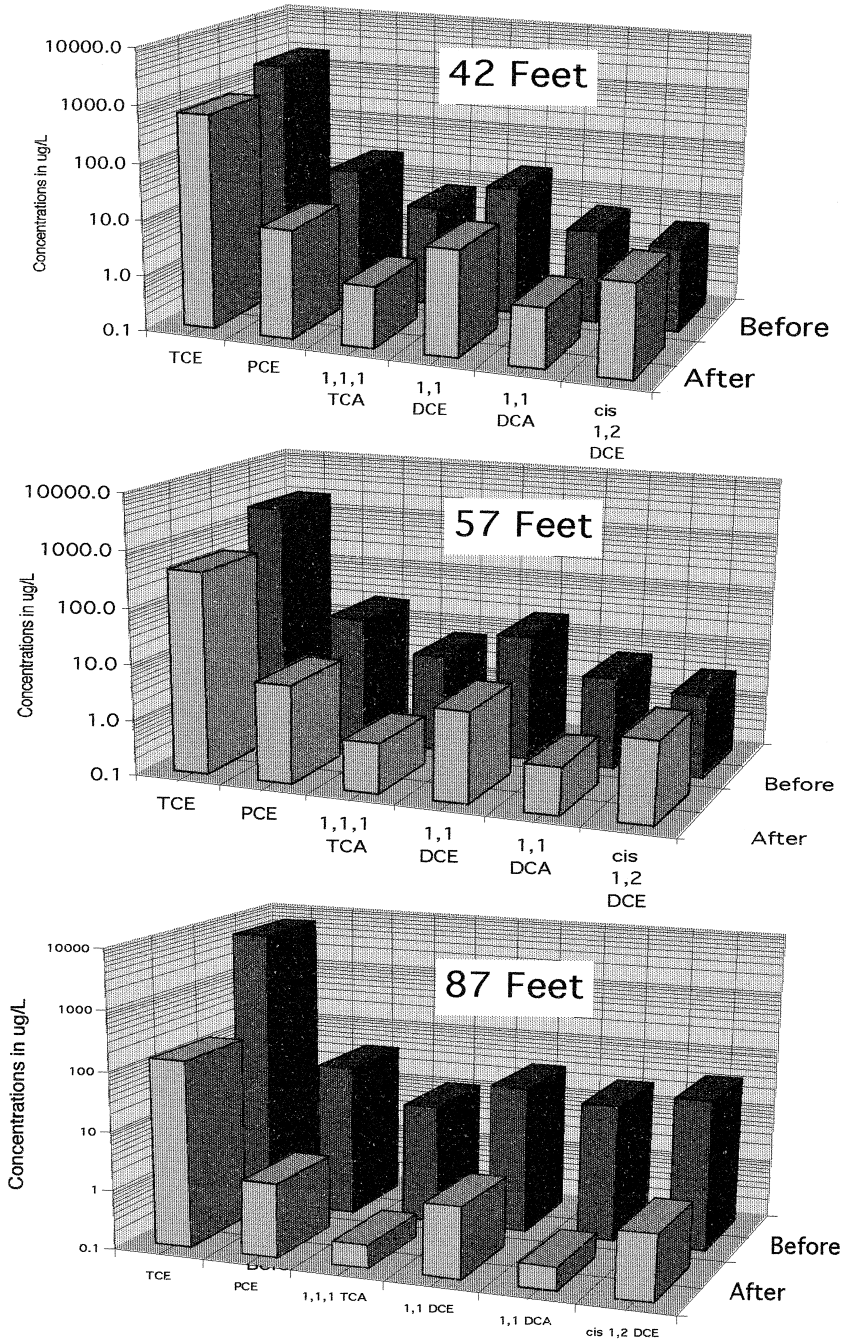 42 Feet
10000.0
1000.0
100.0
10.0
1.0
0.1
Concentrations in ug/L
TCE
PCE
1,1,1
TCA
1,1
DCE
1,1
DCA
cis
1,2
DCE
Before
After
57 Feet
10000.0
1000.0
100.0
10.0
1.0
0.1
Concentrations in ug/L
TCE
PCE
1,1,1
TCA
1,1
DCE
1,1
DCA
cis
1,2
DCE
Before
After
87 Feet
10000
1000
100
10
1
0.1
Concentrations in ug/L
TCE
PCE
1,1,1 TCA
1,1 DCE
1,1 DCA
cis 1,2 DCE
Before
After